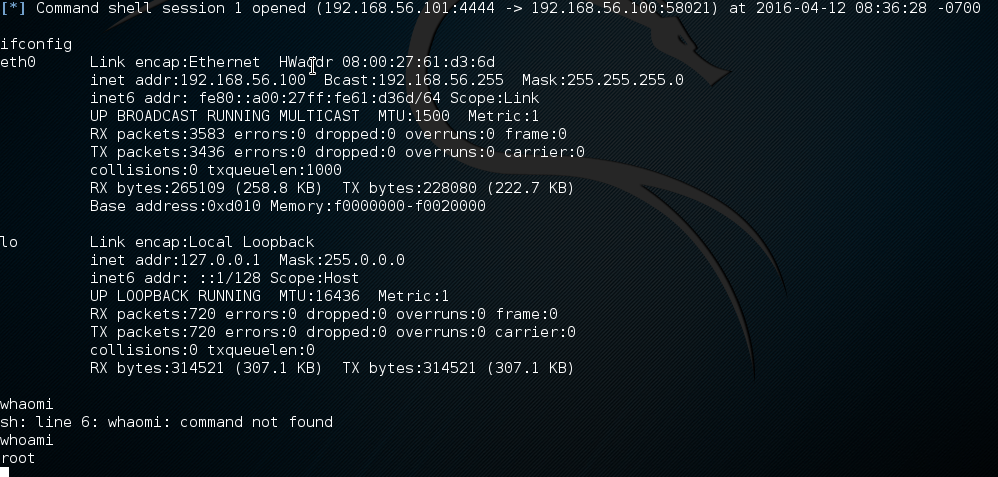 [*] Command shell session 1 opened (192.168.56.101:4444 -> 192.168.56.100:58021) at 2016-04-12 08:36:28 -0700
ifconfig
eth0      Link encap:Ethernet  HWaddr 08:00:27:61:d3:6d
          inet addr:192.168.56.100  Bcast:192.168.56.255  Mask:255.255.255.0
          inet6 addr: fe80::a00:27ff:fe61:d36d/64 Scope:Link
          UP BROADCAST RUNNING MULTICAST  MTU:1500  Metric:1
          RX packets:3583 errors:0 dropped:0 overruns:0 frame:0
          TX packets:3436 errors:0 dropped:0 overruns:0 carrier:0
          collisions:0 txqueuelen:1000
          RX bytes:265109 (258.8 KB)  TX bytes:228080 (222.7 KB)
          Base address:0xd010 Memory:f0000000-f0020000
lo        Link encap:Local Loopback
          inet addr:127.0.0.1  Mask:255.0.0.0
          inet6 addr: ::1/128 Scope:Host
          UP LOOPBACK RUNNING  MTU:16436  Metric:1
          RX packets:720 errors:0 dropped:0 overruns:0 frame:0
          TX packets:720 errors:0 dropped:0 overruns:0 carrier:0
          collisions:0 txqueuelen:0
          RX bytes:314521 (307.1 KB)  TX bytes:314521 (307.1 KB)
whaomi
sh: line 6: whaomi: command not found
whoami
root